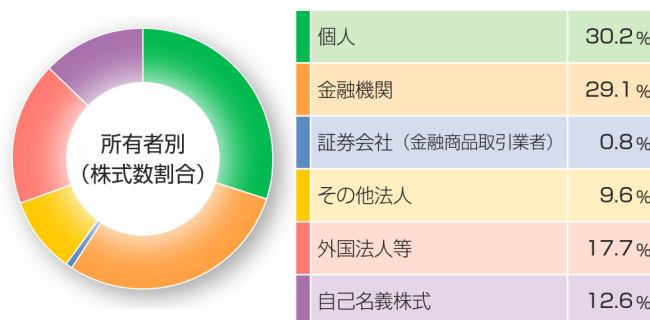 所有者別
(株式数割合)
個人 30.2%
金融機関 29.1%
証券会社(金融商品取引業者) 0.8%
その他法人 9.6%
外国法人等 17.7%
自己名義株式 12.6%